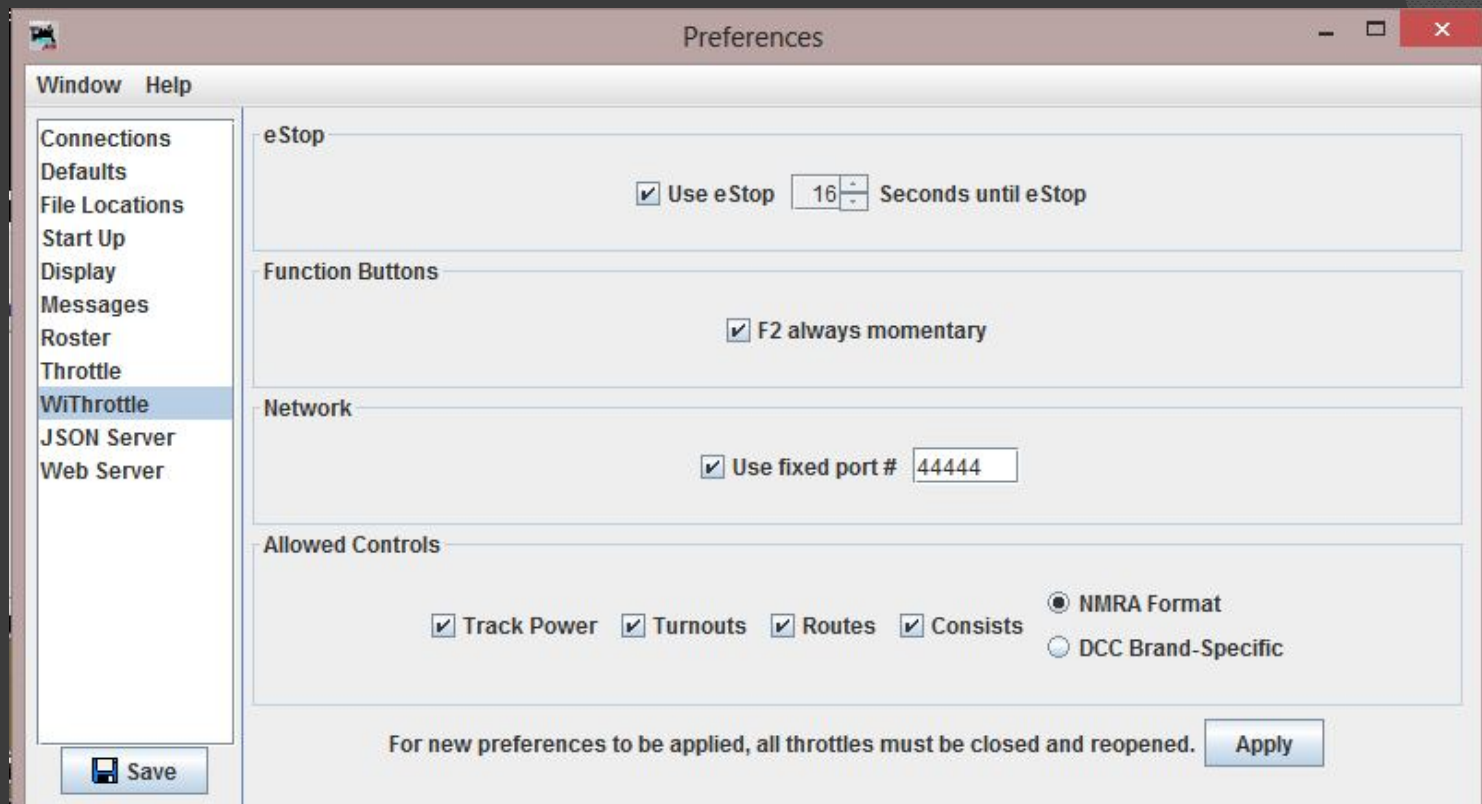 Preferences
Window Help
Connections
Defaults
File Locations
Start Up
Display
Messages
Roster
Throttle
WiThrottle
JSON Server
Web Server
Save
eStop
Use eStop 16 Seconds until eStop
Function Buttons
F2 always momentary
Network
Use fixed port # 44444
Allowed Controls
Track Power Turnouts Routes Consists
NMRA Format
DCC Brand-Specific
For new preferences to be applied, all throttles must be closed and reopened. Apply